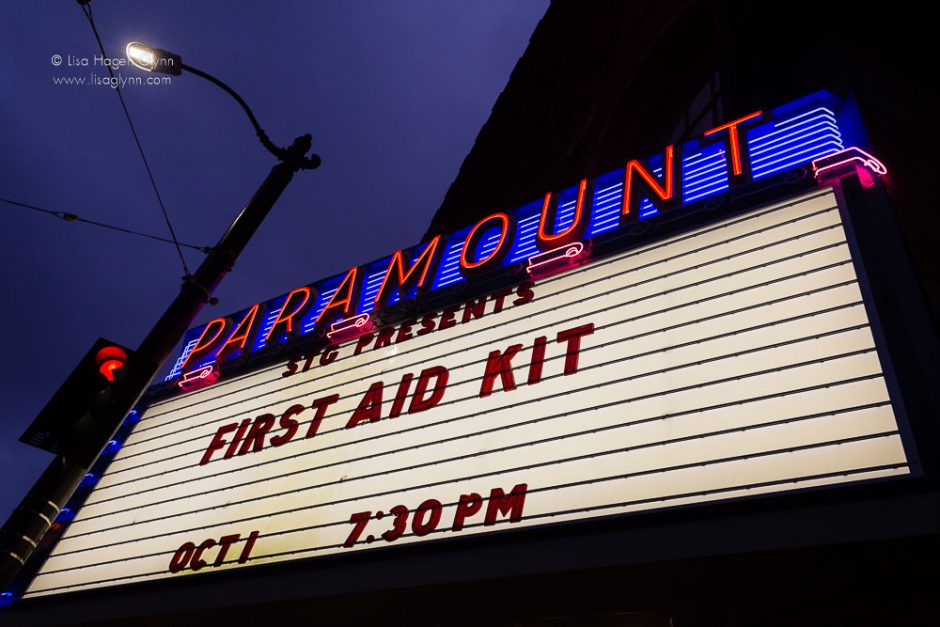 © Lisa Hagen Glynn
www.lisaglynn.com
PARAMOUNT
STG PRESENTS
FIRST AID KIT
OCT 1 7:30 PM